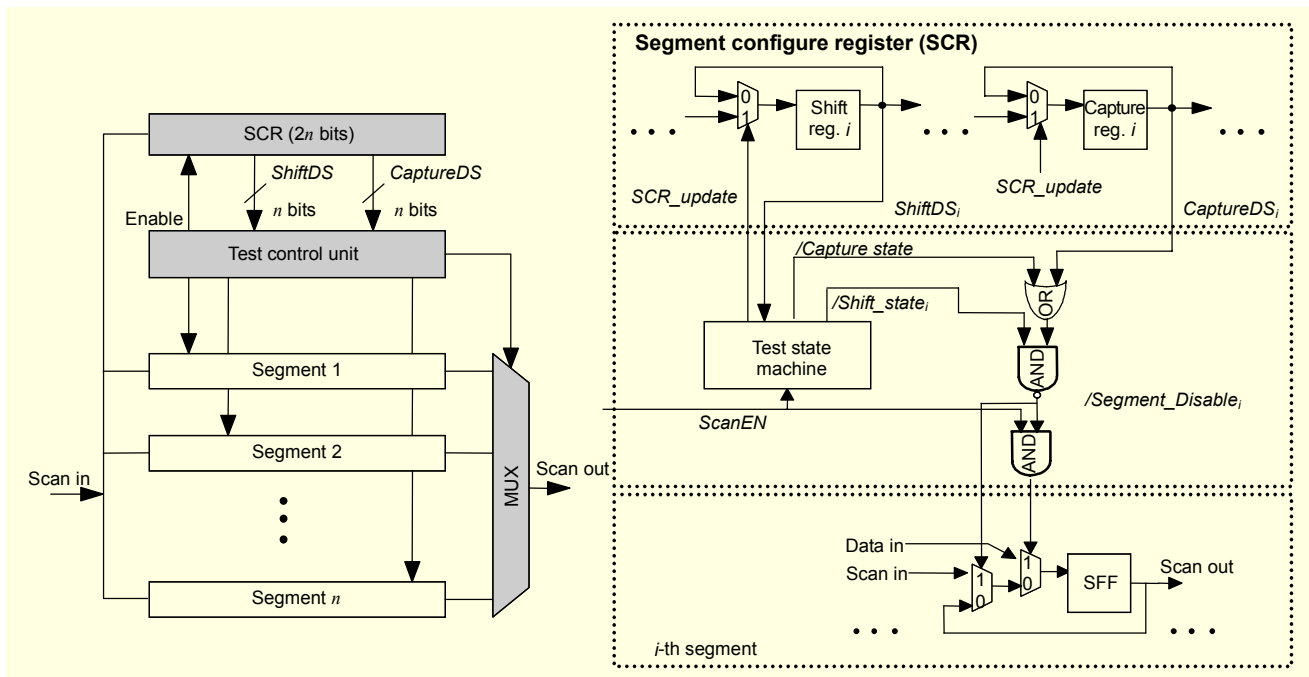 SCR (2n bits)
ShiftDS
CaptureDS
Enable
n bits
n bits
Test control unit
Segment 1
Segment 2
Scan in
MUX
Scan out
Segment n
Segment configure register (SCR)
0
1
Shift
reg. i
0
1
Capture
reg. i
SCR_update
SCR_update
ShiftDSi
CaptureDSi
/Capture state
/Shift_statei
OR
Test state
machine
AND
/Segment_Disablei
ScanEN
AND
Data in
Scan in
1
0
1
0
SFF
Scan out
i-th segment